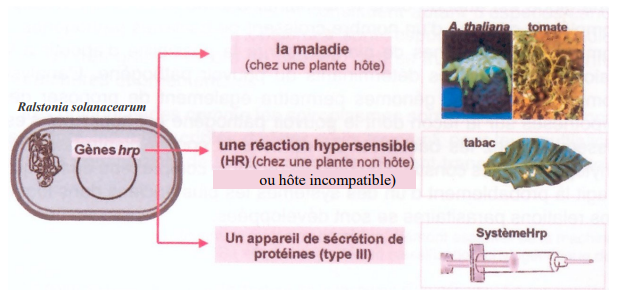 A. thaliana tomate
la maladie
(chez une plante hôte)
Ralstonia solanacearum
Gènes hrp
une réaction hypersensible
(HR) (chez une plante non hôte)
ou hôte incompatible)
tabac
Un appareil de sécrétion de
protéines (type III)
SystèmeHrp